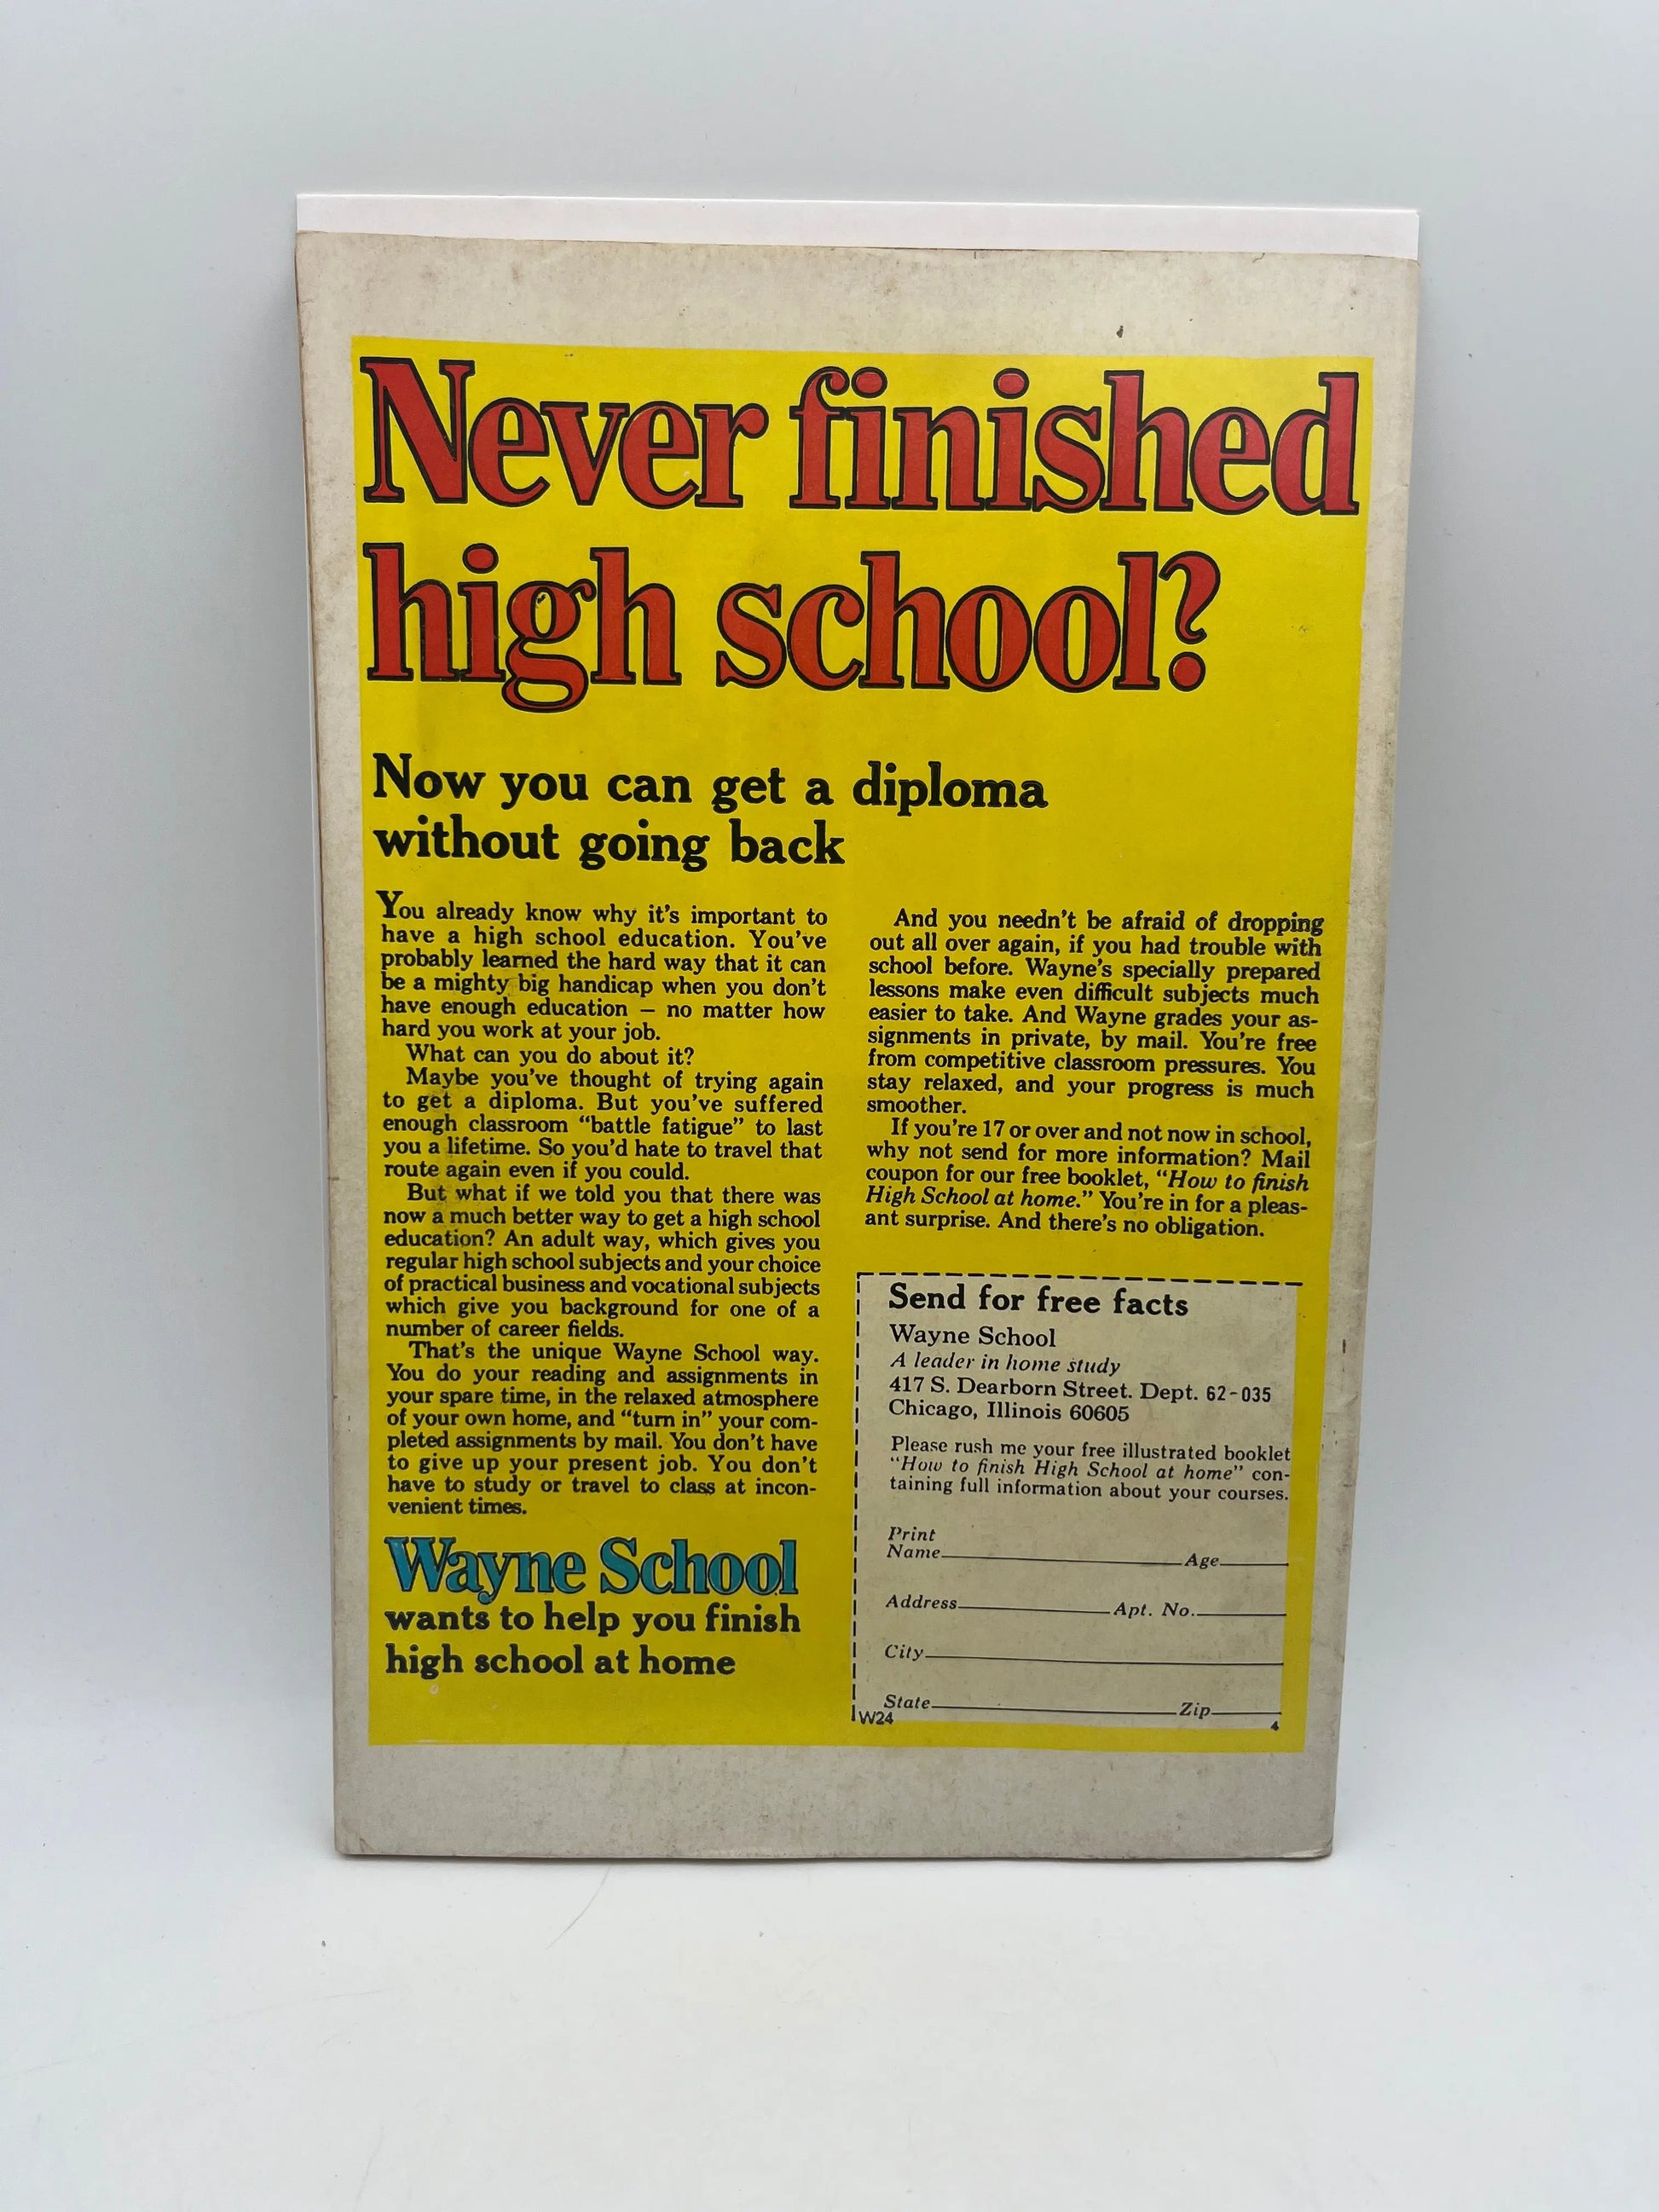 Never finished
high school?
Now you can get a diploma
without going back
You already know why it's important to
have a high school education. You've
probably learned the hard way that it can
be a mighty big handicap when you don't
have enough education — no matter how
hard you work at your job.
What can you do about it?
Maybe you've thought of trying again
to get a diploma. But you've suffered
enough classroom “battle fatigue” to last
you a lifetime. So you'd hate to travel that
route again even if you could.
But what if we told you that there was
now a much better way to get a high school
education? An adult way, which gives you
regular high school subjects and your choice
of practical business and vocational subjects
which give you background for one of a
number of career fields.
That's the unique Wayne School way.
You do your reading and assignments in
your spare time, in the relaxed atmosphere
of your own home, and “turn in” your com-
pleted assignments by mail. You don't have
to give up your present job. You don't
have to study or travel to class at incon-
venient times.
Wayne School
wants to help you finish
high school at home
And you needn't be afraid of dropping
out all over again, if you had trouble with
school before. Wayne's specially prepared
lessons make even difficult subjects much
easier to take. And Wayne grades your as-
signments in private, by mail. You're free
from competitive classroom pressures. You
stay relaxed, and your progress is much
smoother.
If you're 17 or over and not now in school,
why not send for more information? Mail
coupon for our free booklet, “How to finish
High School at home.” You're in for a pleas-
ant surprise. And there's no obligation.
Send for free facts
Wayne School
A leader in home study
417 S. Dearborn Street. Dept. 62-035
Chicago, Illinois 60605
Please rush me your free illustrated booklet
“How to finish High School at home” con-
taining full information about your courses.
Print
Name Age
Address Apt. No.
City
State Zip
W24 4